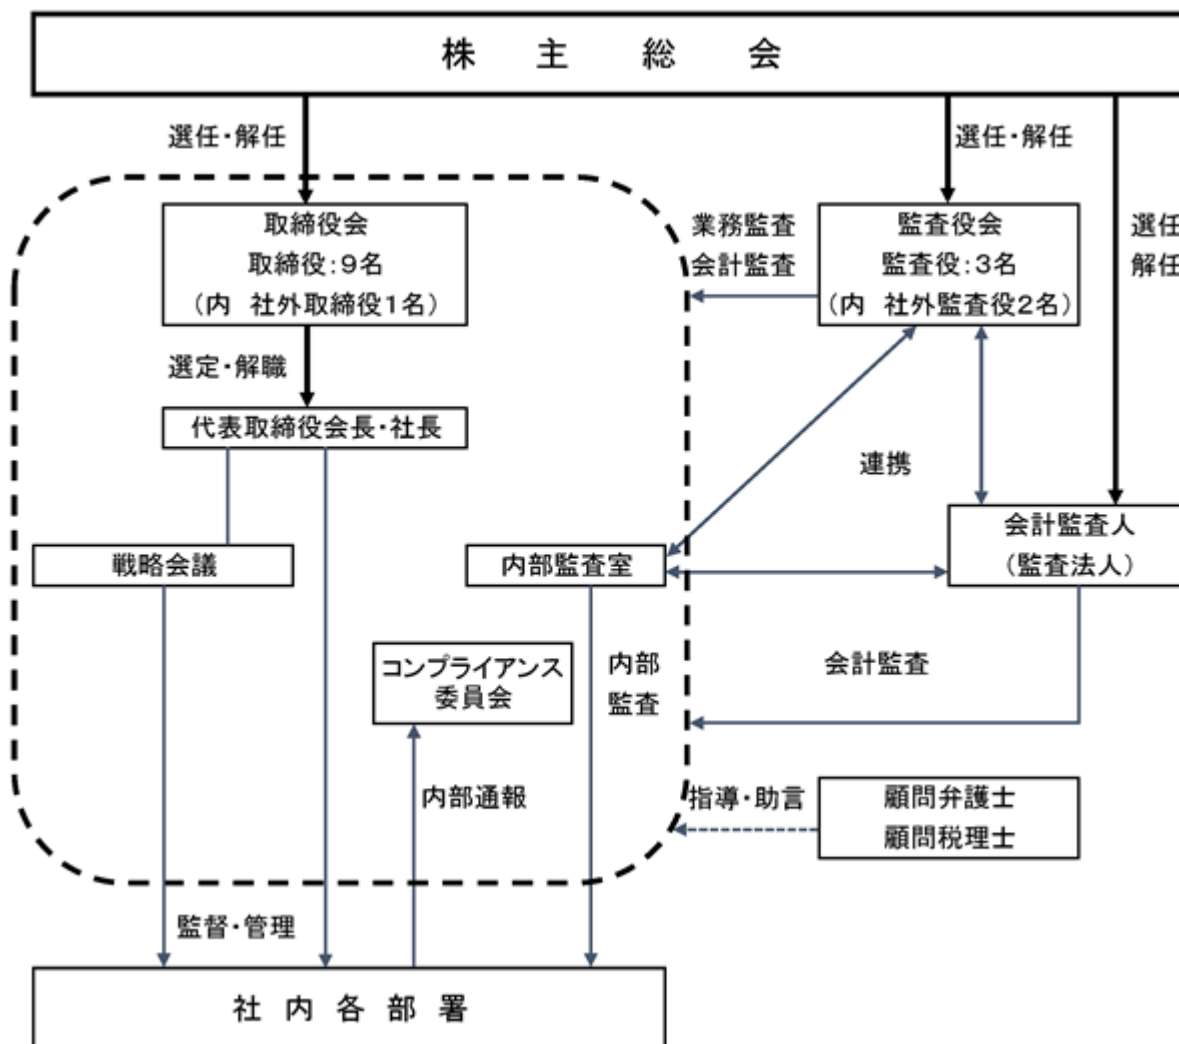 株主総会
選任・解任
選任・解任
選任
解任
取締役会
取締役：9名
（内 社外取締役1名）
業務監査
会計監査
監査役会
監査役：3名
（内 社外監査役2名）
選定・解職
代表取締役会長・社長
連携
戦略会議
内部監査室
会計監査人
（監査法人）
コンプライアンス
委員会
内部
監査
会計監査
内部通報
指導・助言
顧問弁護士
顧問税理士
監督・管理
社内各部署